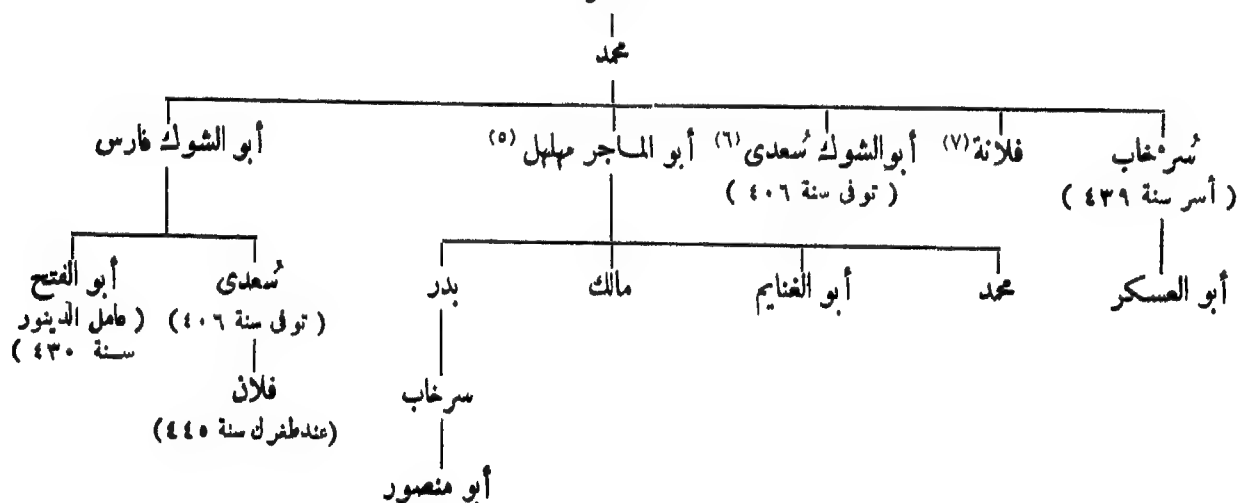 محمد
سُرخاب فلانة (٧) أبو الشوك سُعدى (٦) أبو الماجر مهلهل (٥) أبو الشوك فارس
( أسر سنة ٤٣٩ ) ( توفى سنة ٤٠٦ )
أبو العسكر محمد أبو الغنايم مالك بدر سُعدى أبو الفتح
( توفى سنة ٤٠٦ ) ( عامل الدينور
سنة ٤٣٠ )
سرخاب فلان
(عند طغرك سنة ٤٤٥)
أبو منصور